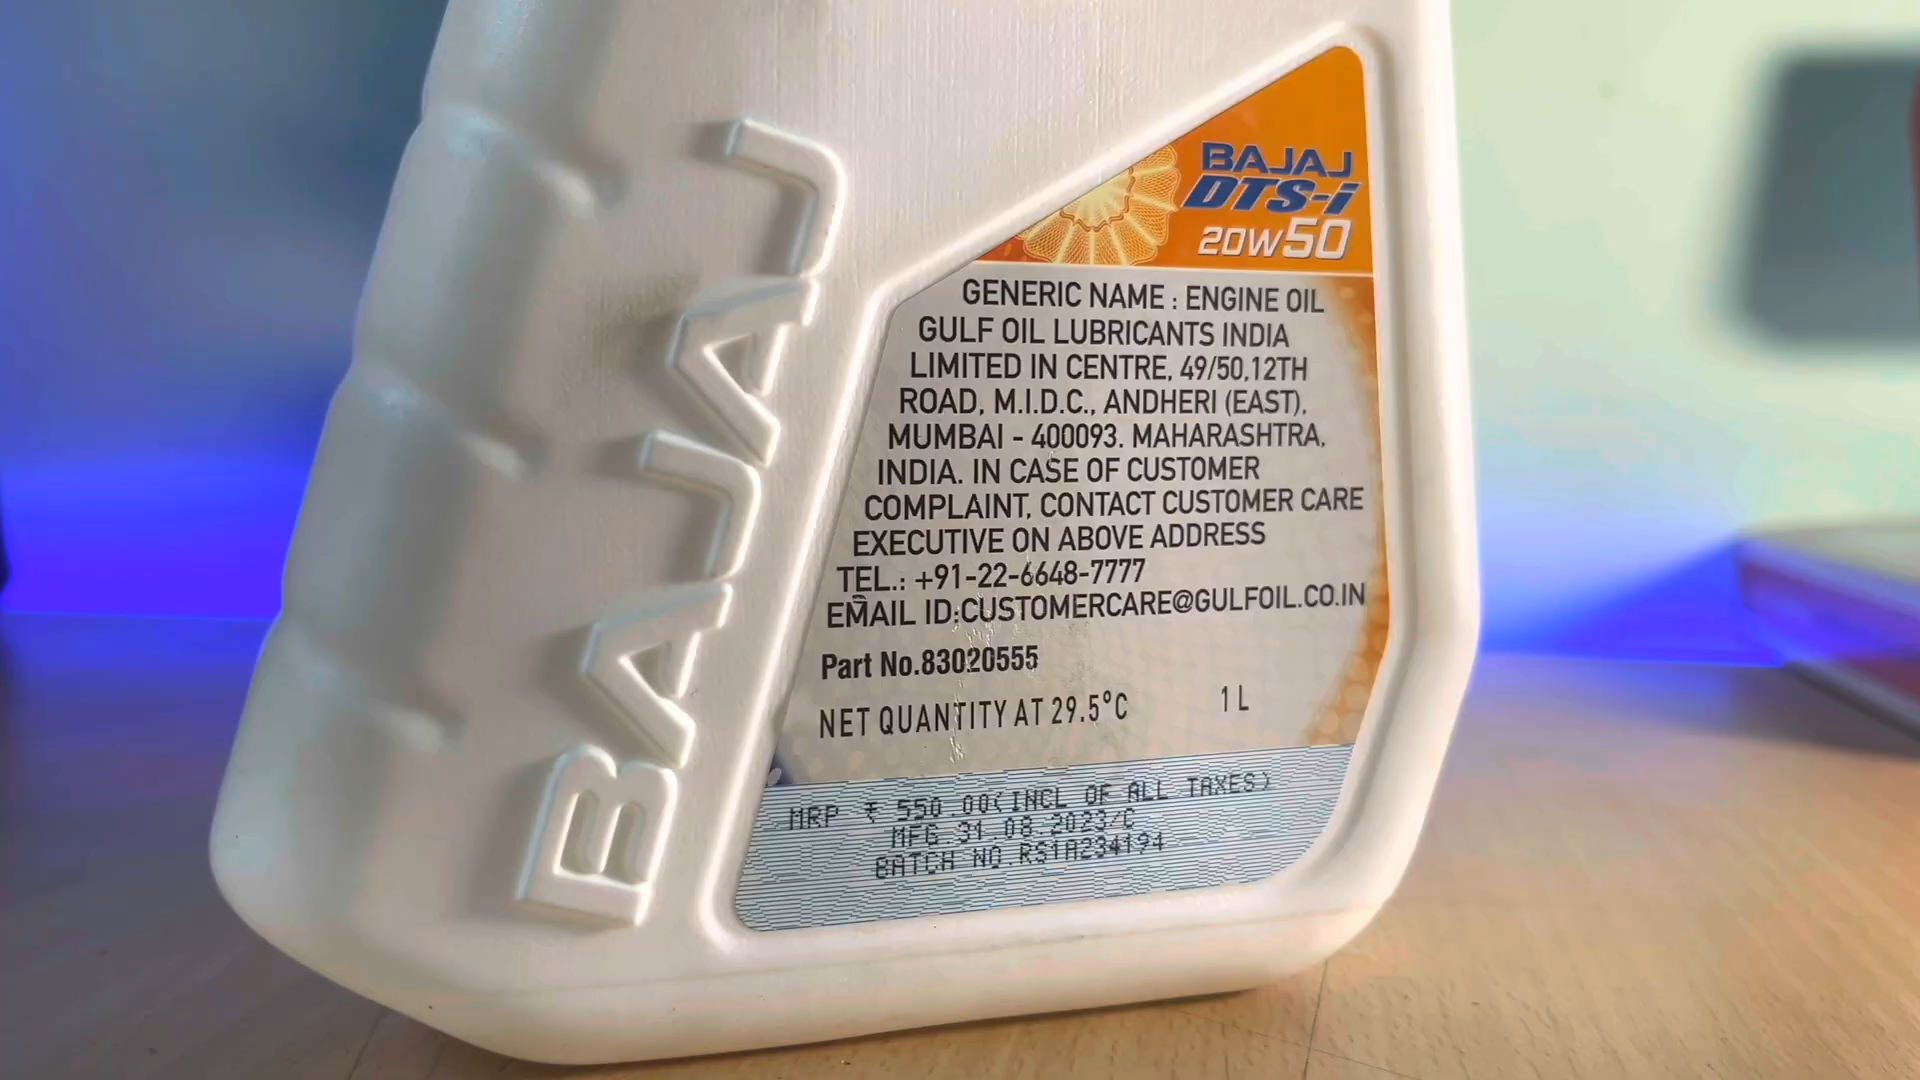 BAJAJ
BAJAJ
DTS-i
20W50
GENERIC NAME : ENGINE OIL
GULF OIL LUBRICANTS INDIA
LIMITED IN CENTRE, 49/50,12TH
ROAD, M.I.D.C., ANDHERI (EAST),
MUMBAI - 400093. MAHARASHTRA,
INDIA. IN CASE OF CUSTOMER
COMPLAINT, CONTACT CUSTOMER CARE
EXECUTIVE ON ABOVE ADDRESS
TEL.: +91-22-6648-7777
EMAIL ID:CUSTOMERCARE@GULFOIL.CO.IN
Part No.83020555
NET QUANTITY AT 29.5°C 1 L
MRP ₹ 550.00(INCL OF ALL TAXES)
MFG.31.08.2023/C
BATCH NO.RS1A234194